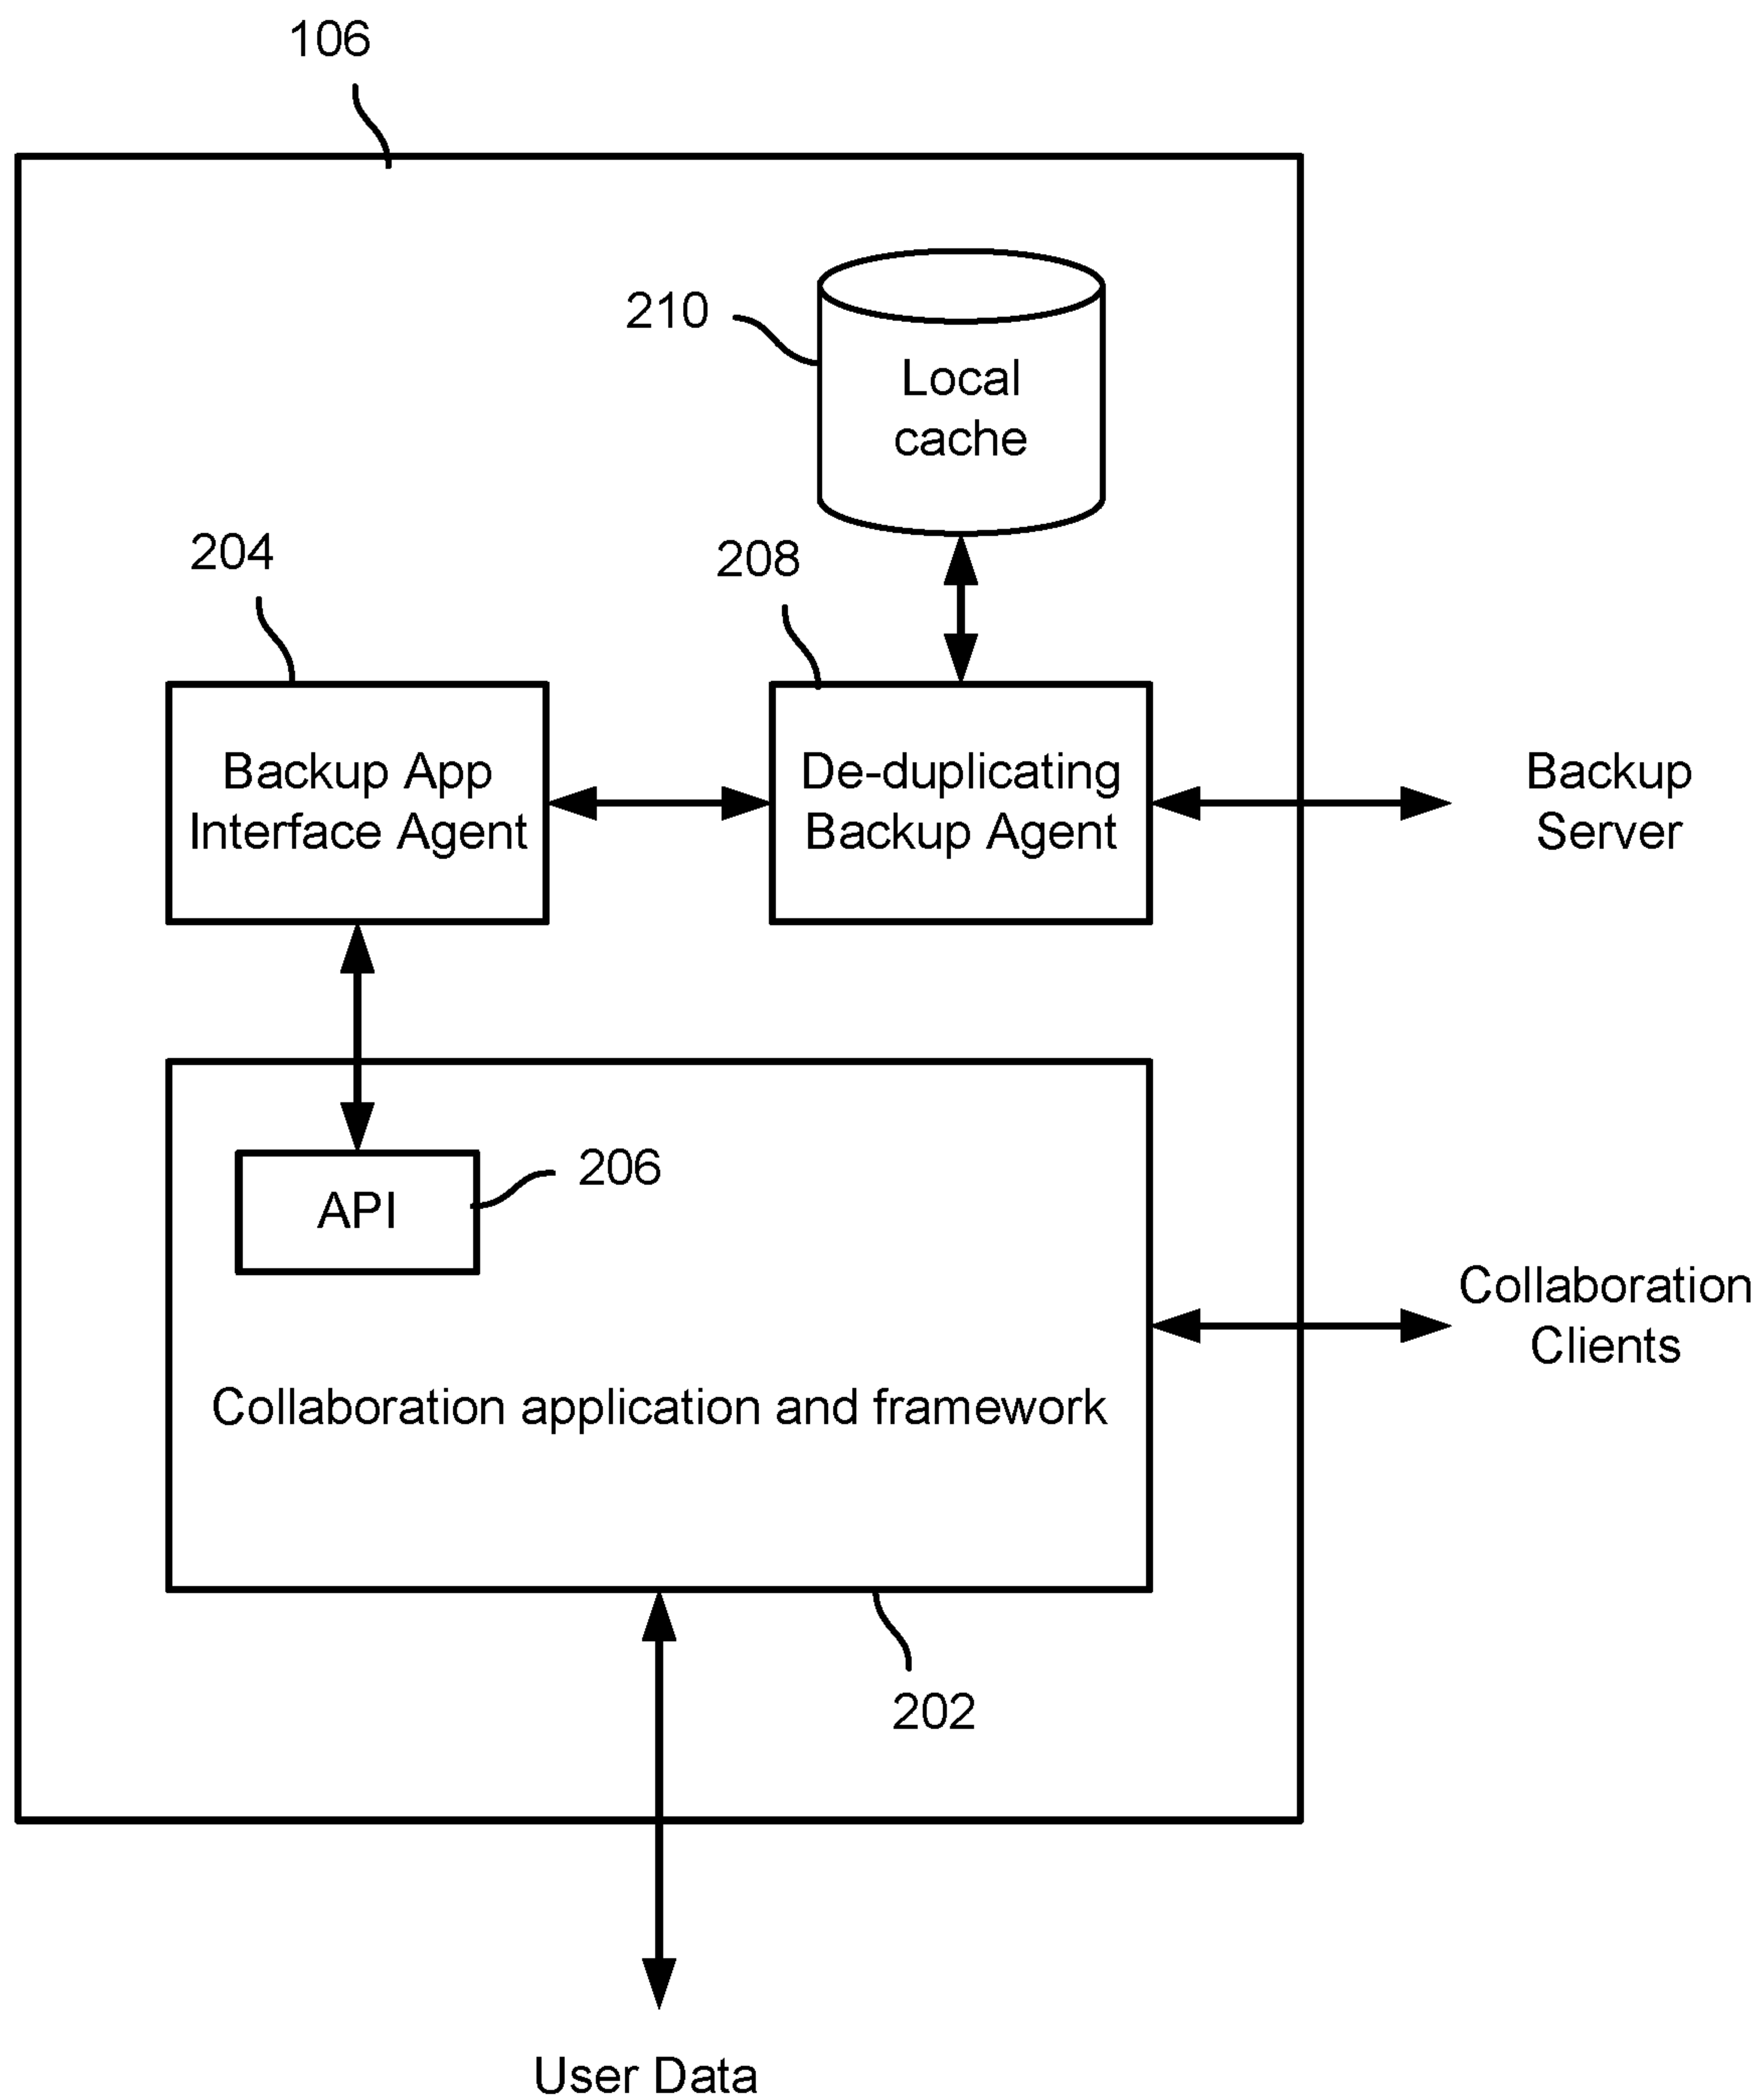 106
210
Local
cache
204
208
Backup App
Interface Agent
De-duplicating
Backup Agent
Backup
Server
API
206
Collaboration
Clients
Collaboration application and framework
202
User Data